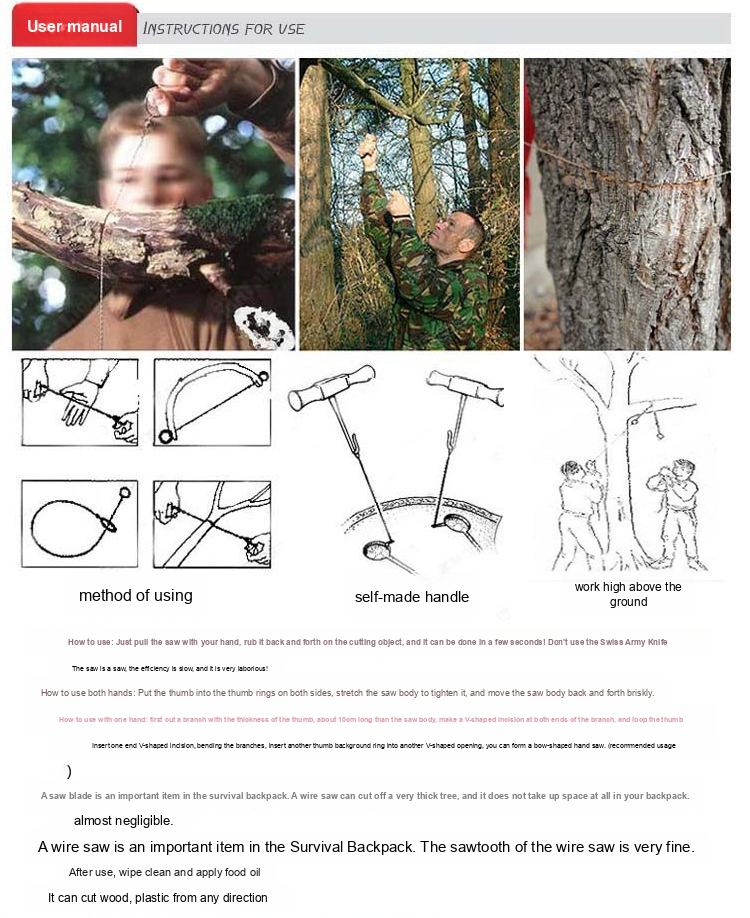 User manual
INSTRUCTIONS FOR USE
method of using
self-made handle
work high above the
ground
How to use: Just pull the saw with your hand, rub it back and forth on the cutting object, and it can be done in a few seconds! Don't use the Swiss Army Knife
The saw is a saw, the effciency is slow, and it is very laborious!
How to use both hands: Put the thumb into the thumb rings on both sides, stretch the saw body to tighten it, and move the saw body back and forth briskly.
How to use with one hand: first cut a branch with the thickness of the thumb, about 10cm long than the saw body, make a V-shaped incision at both ends of the branch, and loop the thumb
Insert one end V-shaped incision, bending the branches, insert another thumb background ring into another V-shaped opening, you can form a bow-shaped hand saw. (recommended usage
)
A saw blade is an important item in the survival backpack. A wire saw can cut off a very thick tree, and it does not take up space at all in your backpack.
almost negligible.
A wire saw is an important item in the Survival Backpack. The sawtooth of the wire saw is very fine.
After use, wipe clean and apply food oil
It can cut wood, plastic from any direction